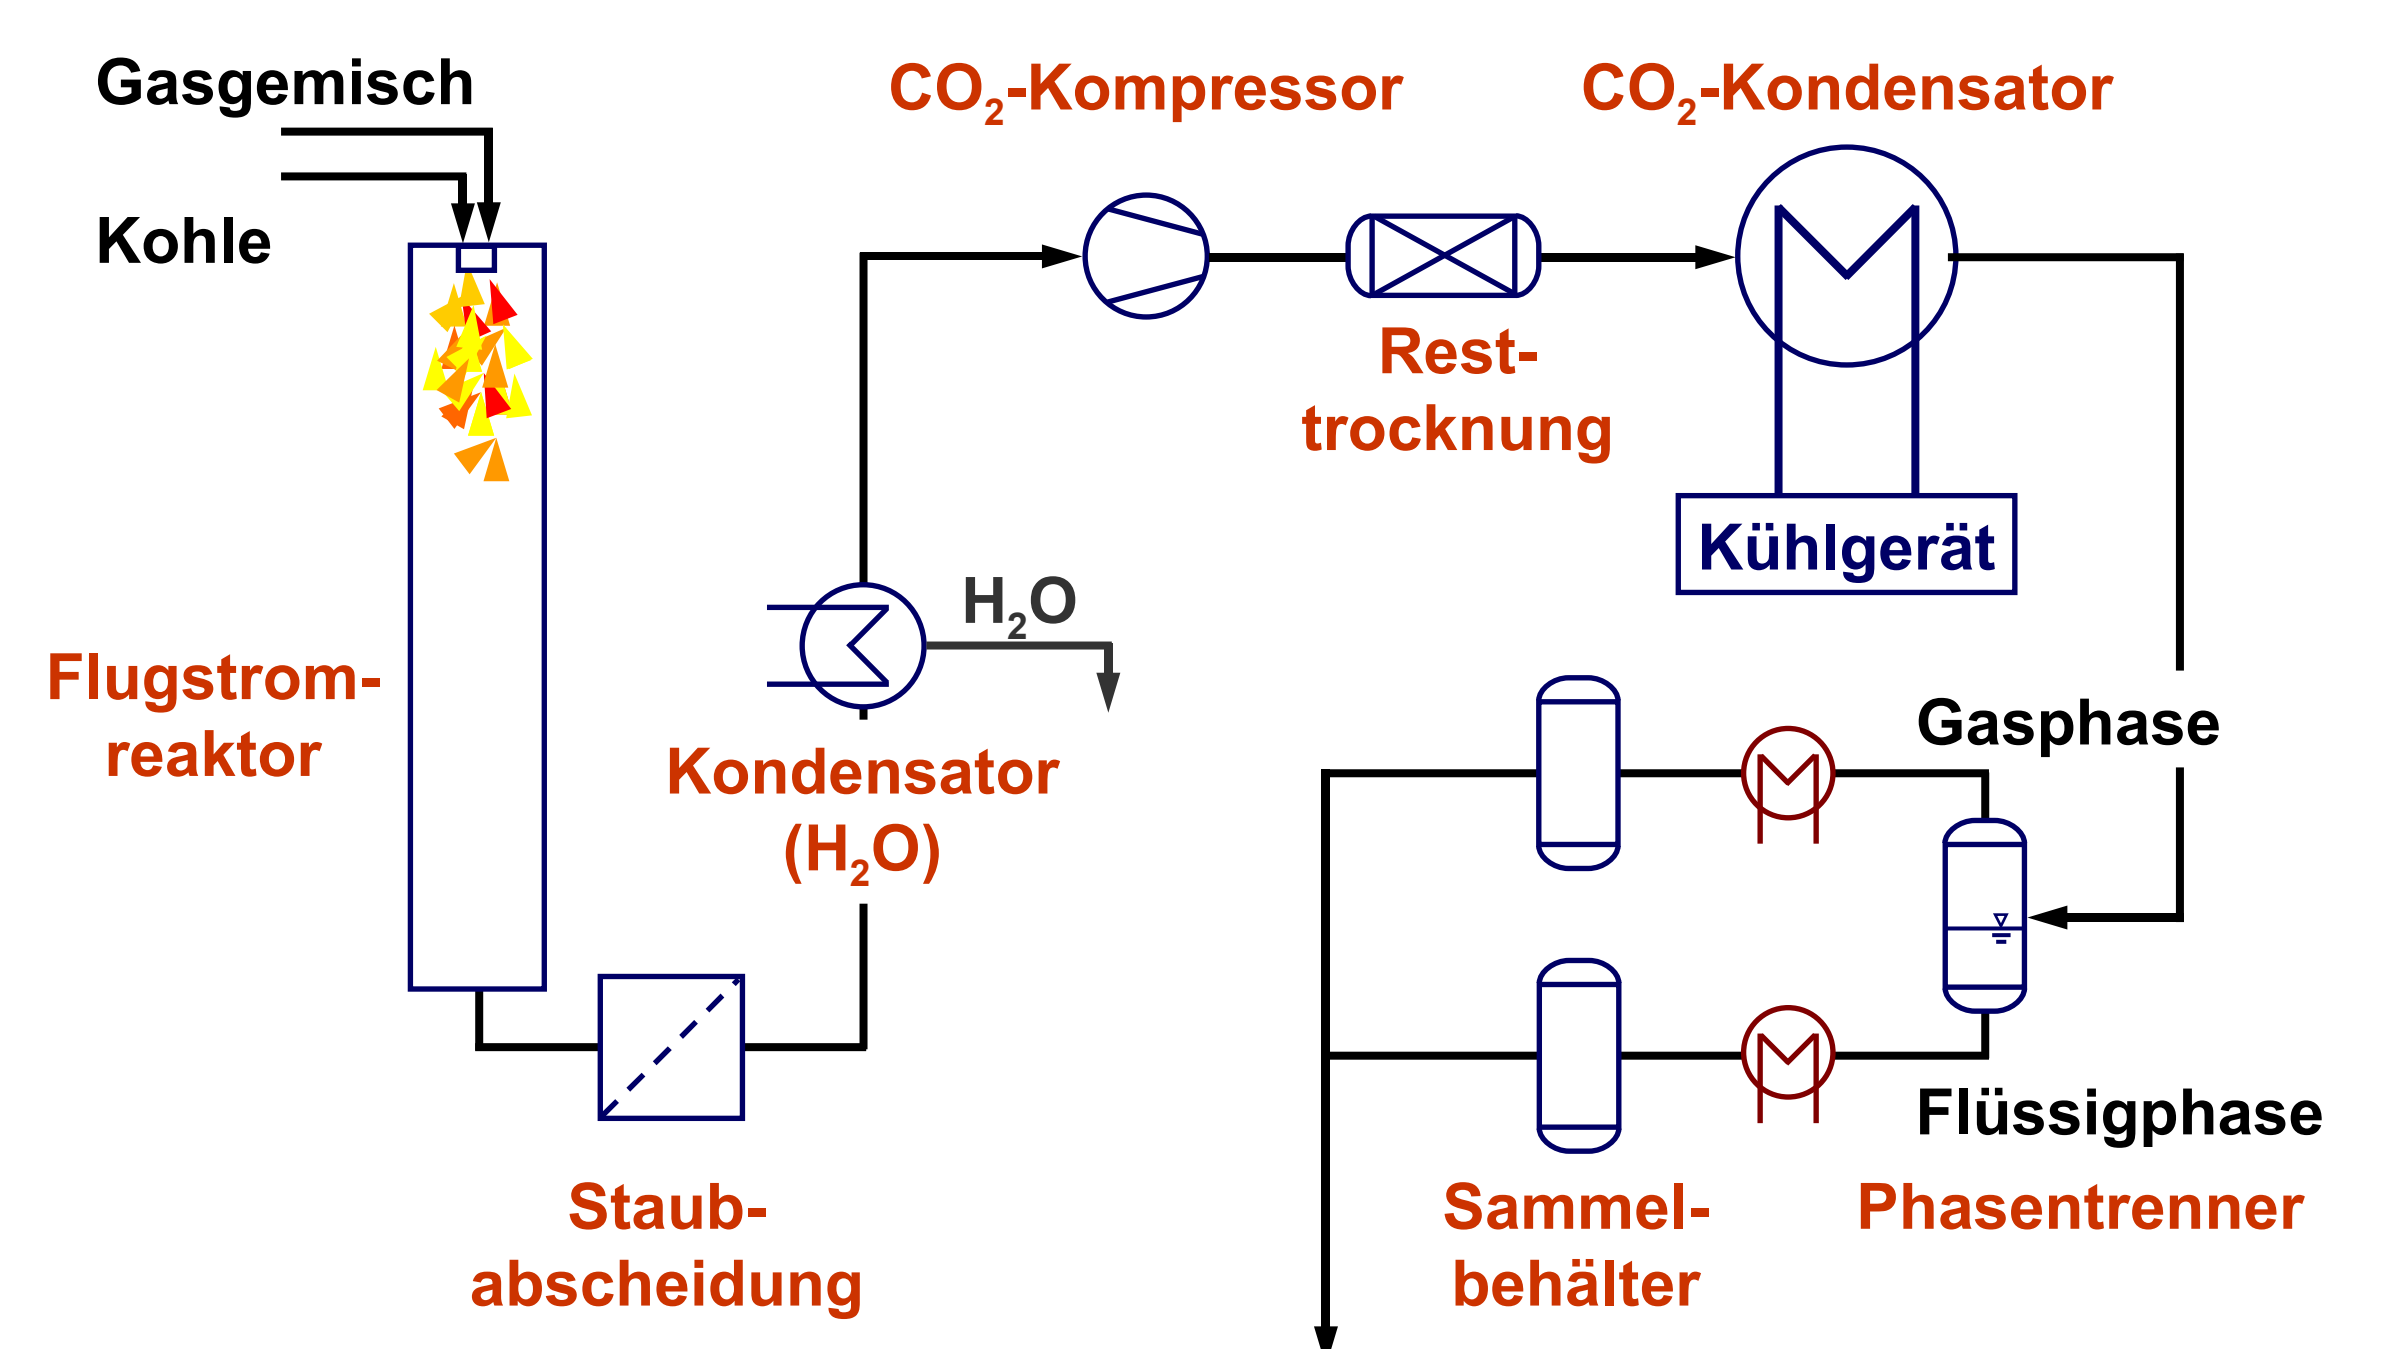 Gasgemisch
Kohle
CO₂-Kompressor
CO₂-Kondensator
Rest-
trocknung
Kühlgerät
H₂O
Flugstrom-
reaktor
Kondensator
(H₂O)
Gasphase
Flüssigphase
Staub-
abscheidung
Sammel-
behälter
Phasentrenner